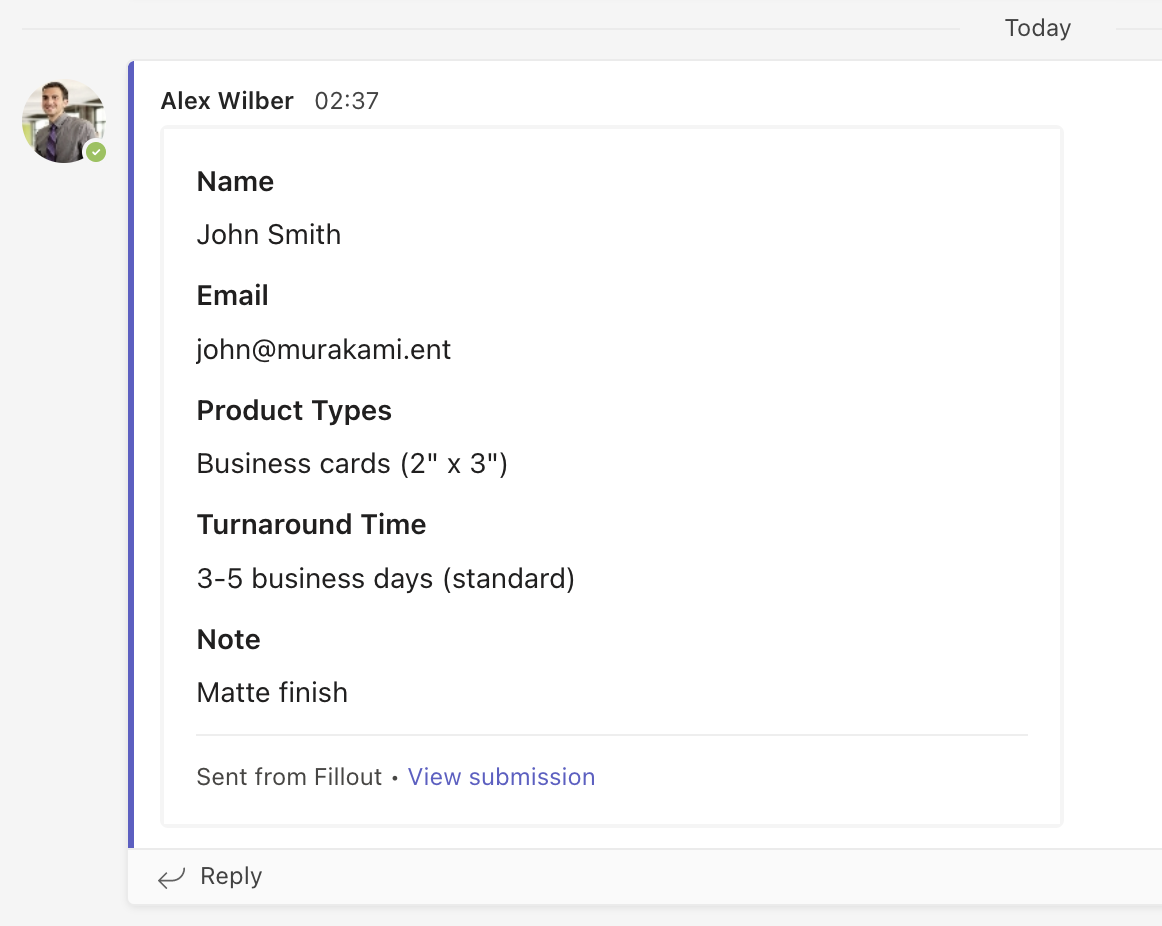 Today
Alex Wilber 02:37
Name
John Smith
Email
john@murakami.ent
Product Types
Business cards (2" x 3")
Turnaround Time
3-5 business days (standard)
Note
Matte finish
Sent from Fillout • View submission
Reply